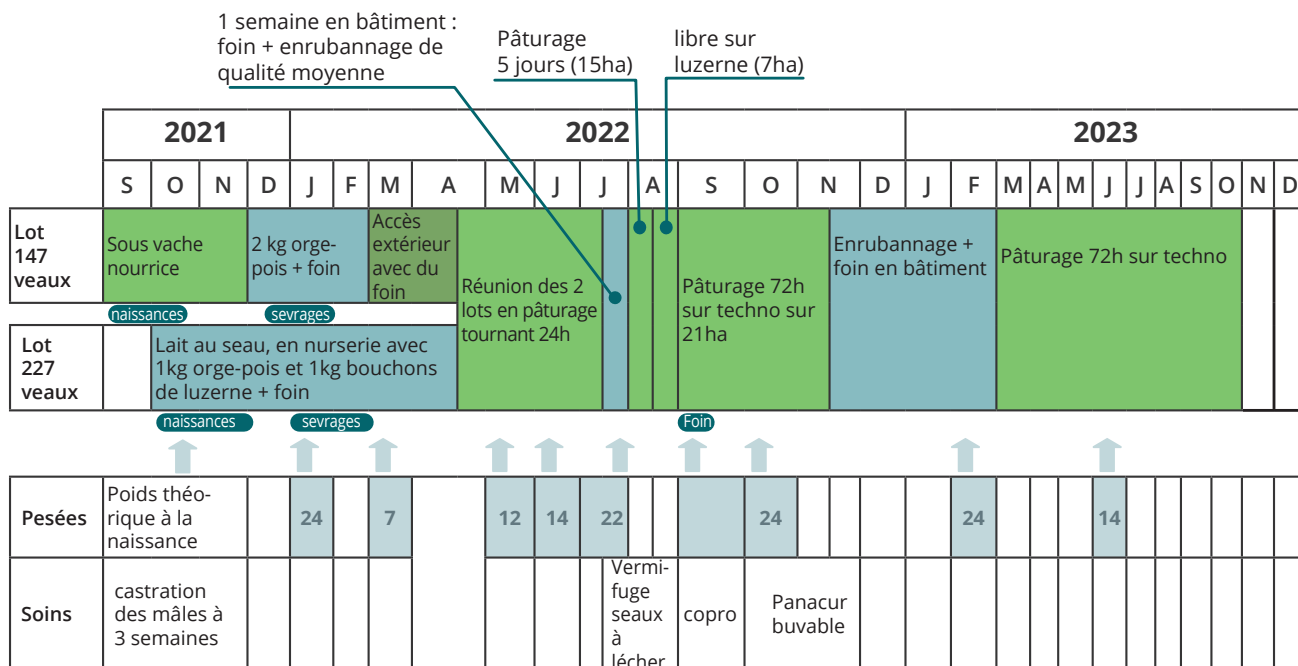 1 semaine en bâtiment :
foin + enrubannage de
qualité moyenne
Pâturage
5 jours (15ha)
libre sur
luzerne (7ha)
2021 2022 2023
S O N D J F M A M J J A S O N D J F M A M J J A S O N D
Lot
147
veaux
Sous vache
nourrice
2 kg orge-
pois + foin
Accès
extérieur
avec du
foin
Réunion des 2
lots en pâturage
tournant 24h
Pâturage 72h
sur techno sur
21ha
Enrubannage +
foin en bâtiment
Pâturage 72h sur techno
naissances sevrages
Lot
227
veaux
Lait au seau, en nurserie avec
1kg orge-pois et 1kg bouchons
de luzerne + foin
naissances sevrages Foin
Pesées
Poids théo-
rique à la
naissance
24 7 12 14 22 24 24 14
Soins
castration
des mâles à
3 semaines
Vermi-
fuge
seaux
à
lécher
copro
Panacur
buvable